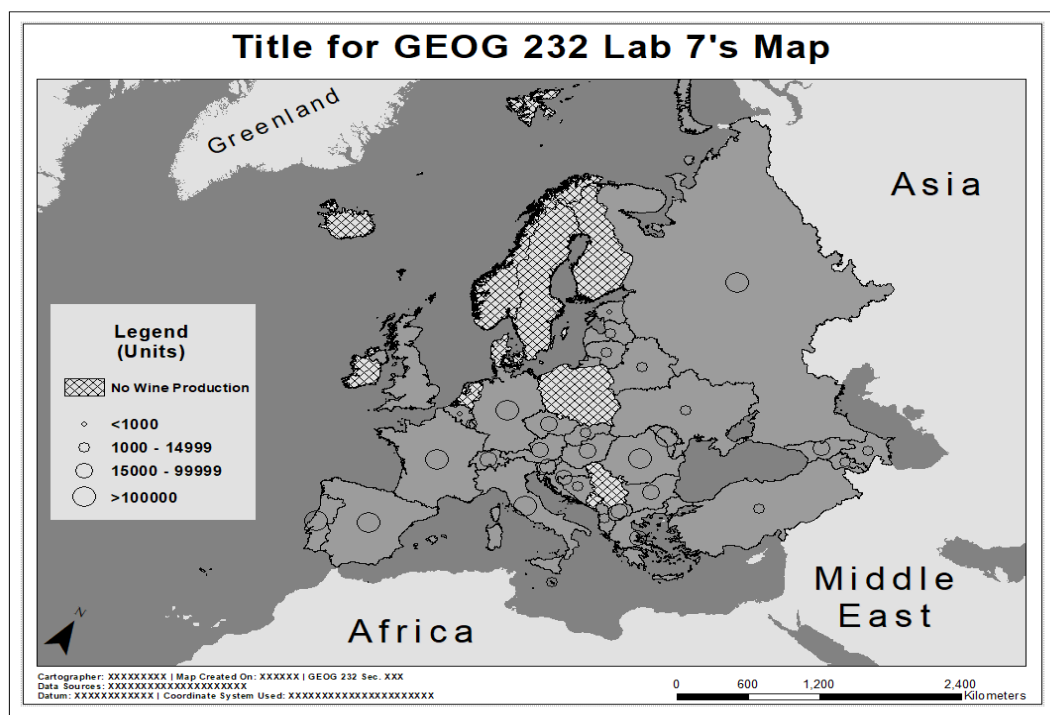 Title for GEOG 232 Lab 7's Map
Greenland
Asia
Legend
(Units)
No Wine Production
<1000
1000 - 14999
15000 - 99999
>100000
Middle
East
Africa
N
Cartographer: XXXXXXXXX | Map Created On: XXXXXX | GEOG 232 Sec. XXX
Data Sources: XXXXXXXXXXXXXXXXXXXXX
Datum: XXXXXXXXXXXX | Coordinate System Used: XXXXXXXXXXXXXXXXXXXXXX
0 600 1,200 2,400
Kilometers